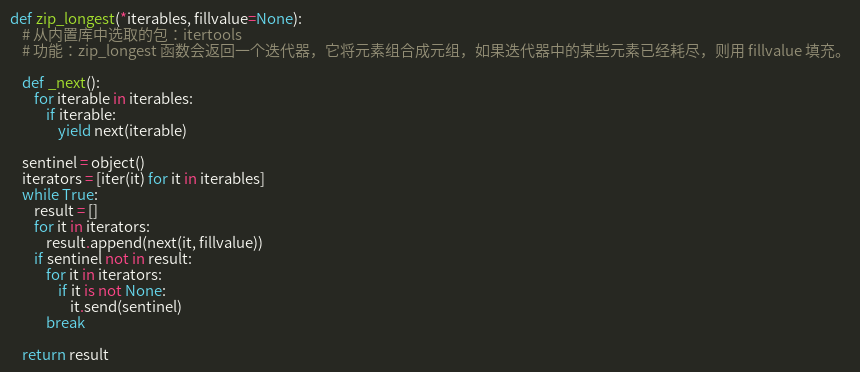 def zip_longest(*iterables, fillvalue=None):
    # 从内置库中选取的包：itertools
    # 功能：zip_longest 函数会返回一个迭代器，它将元素组合成元组，如果迭代器中的某些元素已经耗尽，则用 fillvalue 填充。

    def _next():
        for iterable in iterables:
            if iterable:
                yield next(iterable)

    sentinel = object()
    iterators = [iter(it) for it in iterables]
    while True:
        result = []
        for it in iterators:
            result.append(next(it, fillvalue))
        if sentinel not in result:
            for it in iterators:
                if it is not None:
                    it.send(sentinel)
            break

    return result